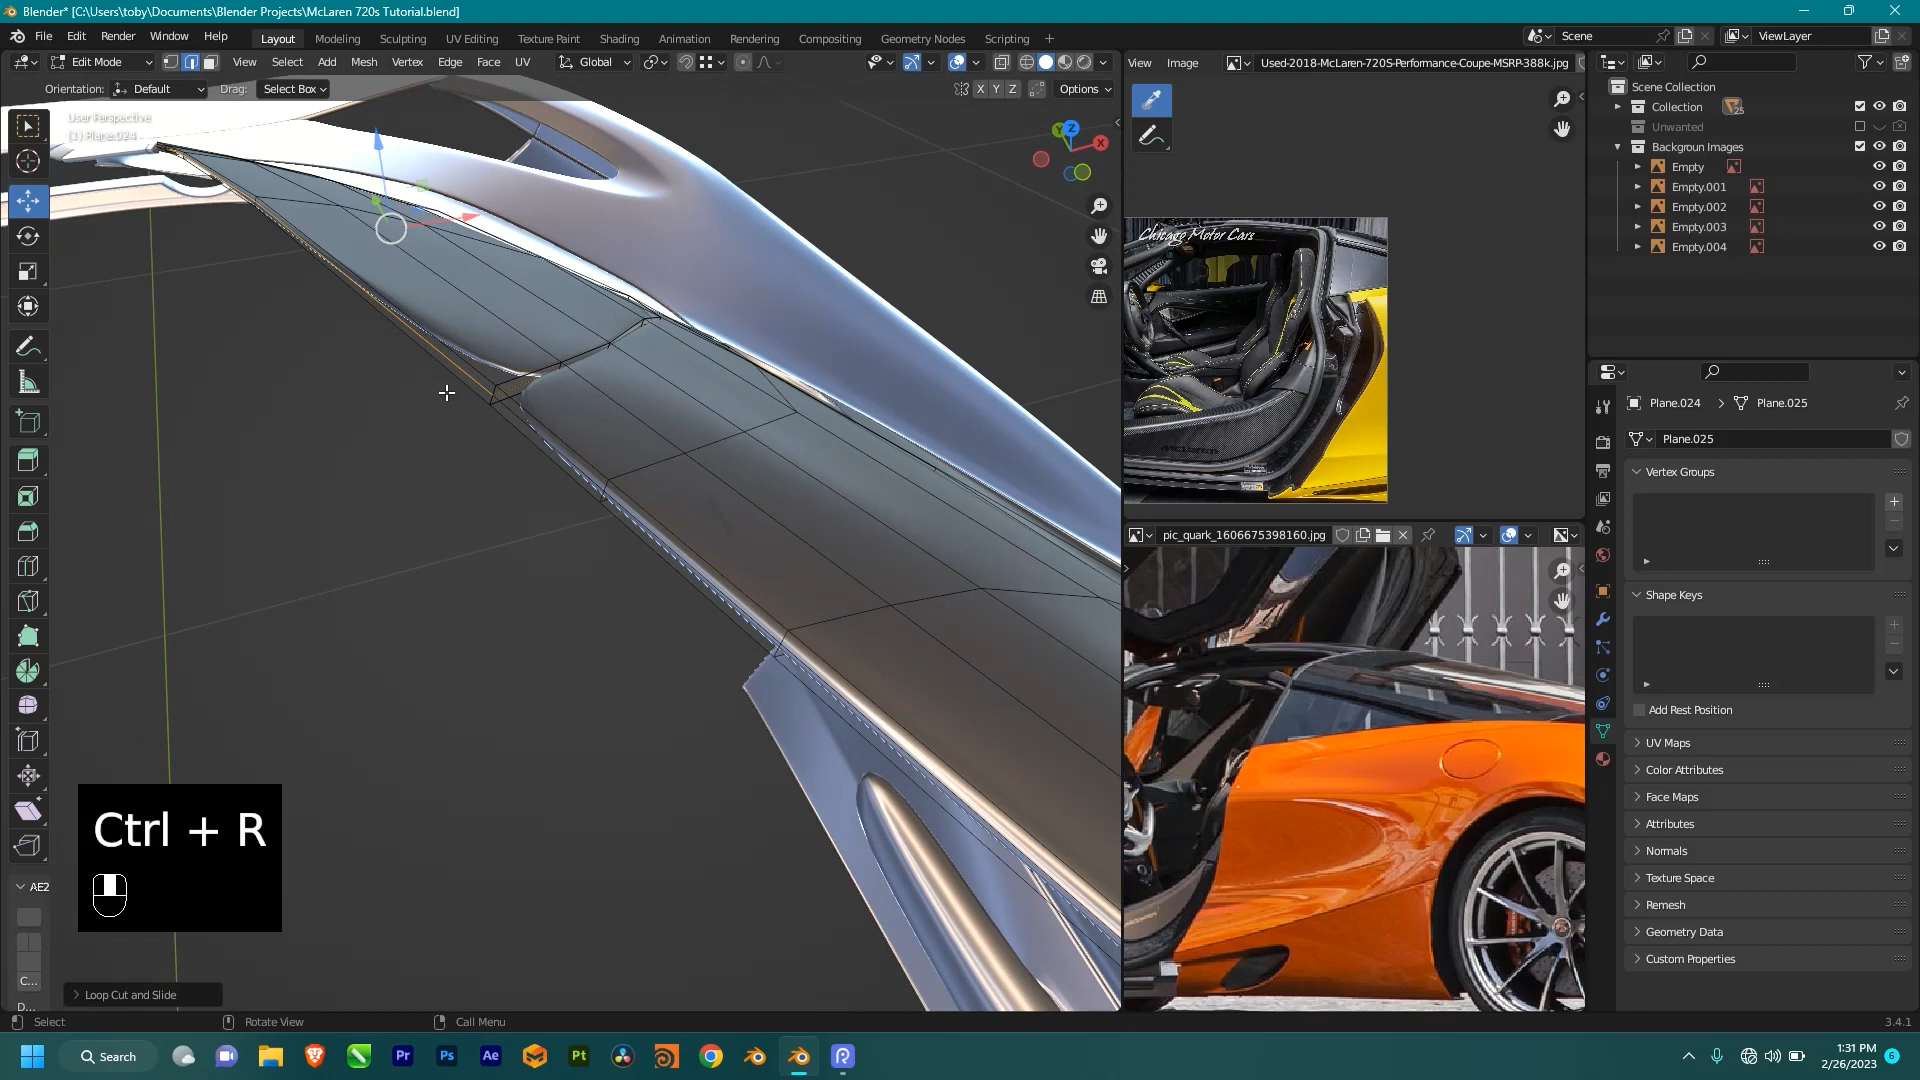 Blender* [C:\Users\toby\Documents\Blender Projects\McLaren 720s Tutorial.blend]
File Edit Render Window Help
Layout Modeling Sculpting UV Editing Texture Paint Shading Animation Rendering Compositing Geometry Nodes Scripting
Scene
ViewLayer
Edit Mode
View Select Add Mesh Vertex Edge Face UV
Global
View Image
Used-2018-McLaren-720S-Performance-Coupe-MSRP-388k.jpg
Orientation: Default Drag: Select Box
X Y Z Options
User Perspective
(1) Plane.024
Z
Y
X
Chicago Motor Cars
Scene Collection
Collection
25
Unwanted
Backgroun Images
Empty
Empty.001
Empty.002
Empty.003
Empty.004
Plane.024 Plane.025
Plane.025
Vertex Groups
Shape Keys
Add Rest Position
UV Maps
Color Attributes
Face Maps
Attributes
Normals
Texture Space
Remesh
Geometry Data
Custom Properties
pic_quark_1606675398160.jpg
Ctrl + R
AE2
C...
D...
Loop Cut and Slide
Select
Rotate View
Call Menu
3.4.1
Search
Pr
Ps
Ae
Pt
1:31 PM
2/26/2023
6